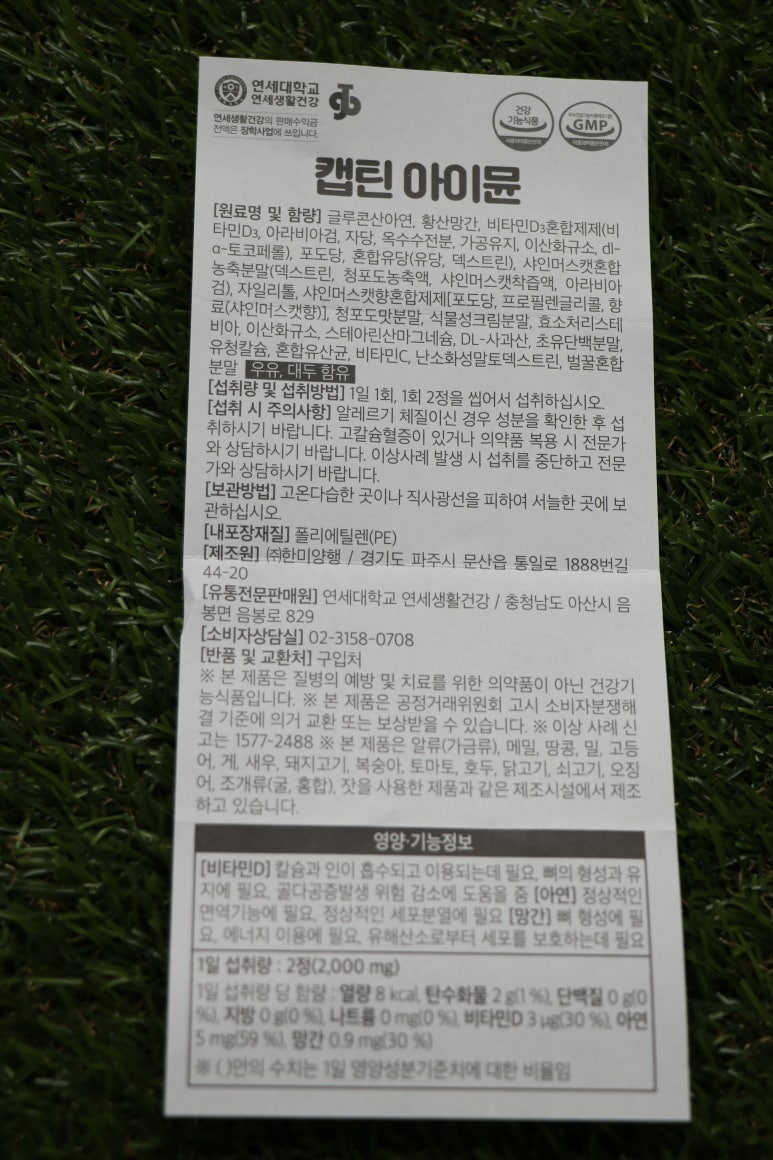 연세대학교
연세생활건강
연세생활건강의 판매수익금
전액은 장학사업에 쓰입니다.
건강
기능식품
식품의약품안전처
GMP
식품의약품안전처
캡틴 아이뮨
[원료명 및 함량] 글루콘산아연, 황산망간, 비타민D₃혼합제제(비
타민D₃, 아라비아검, 자당, 옥수수전분, 가공유지, 이산화규소, dl-
α-토코페롤), 포도당, 혼합유당(유당, 덱스트린), 샤인머스캣혼합
농축분말(덱스트린, 청포도농축액, 샤인머스캣착즙액, 아라비아
검), 자일리톨, 샤인머스캣향혼합제제[포도당, 프로필렌글리콜, 향
료(샤인머스캣향)], 청포도맛분말, 식물성크림분말, 효소처리스테
비아, 이산화규소, 스테아린산마그네슘, DL-사과산, 초유단백분말,
유청칼슘, 혼합유산균, 비타민C, 난소화성말토덱스트린, 벌꿀혼합
분말 우유, 대두 함유
[섭취량 및 섭취방법] 1일 1회, 1회 2정을 씹어서 섭취하십시오.
[섭취 시 주의사항] 알레르기 체질이신 경우 성분을 확인한 후 섭
취하시기 바랍니다. 고칼슘혈증이 있거나 의약품 복용 시 전문가
와 상담하시기 바랍니다. 이상사례 발생 시 섭취를 중단하고 전문
가와 상담하시기 바랍니다.
[보관방법] 고온다습한 곳이나 직사광선을 피하여 서늘한 곳에 보
관하십시오.
[내포장재질] 폴리에틸렌(PE)
[제조원] ㈜한미양행 / 경기도 파주시 문산읍 통일로 1888번길
44-20
[유통전문판매원] 연세대학교 연세생활건강 / 충청남도 아산시 음
봉면 음봉로 829
[소비자상담실] 02-3158-0708
[반품 및 교환처] 구입처
※ 본 제품은 질병의 예방 및 치료를 위한 의약품이 아닌 건강기
능식품입니다. ※ 본 제품은 공정거래위원회 고시 소비자분쟁해
결 기준에 의거 교환 또는 보상받을 수 있습니다. ※ 이상 사례 신
고는 1577-2488 ※ 본 제품은 알류(가금류), 메밀, 땅콩, 밀, 고등
어, 게, 새우, 돼지고기, 복숭아, 토마토, 호두, 닭고기, 쇠고기, 오징
어, 조개류(굴, 홍합), 잣을 사용한 제품과 같은 제조시설에서 제조
하고 있습니다.
영양·기능정보
[비타민D] 칼슘과 인이 흡수되고 이용되는데 필요, 뼈의 형성과 유
지에 필요, 골다공증발생 위험 감소에 도움을 줌 [아연] 정상적인
면역기능에 필요, 정상적인 세포분열에 필요 [망간] 뼈 형성에 필
요, 에너지 이용에 필요, 유해산소로부터 세포를 보호하는데 필요
1일 섭취량 : 2정(2,000 mg)
1일 섭취량 당 함량 : 열량 8 kcal, 탄수화물 2 g(1 %), 단백질 0 g(0
%), 지방 0 g(0 %), 나트륨 0 mg(0 %), 비타민D 3 μg(30 %), 아연
5 mg(59 %), 망간 0.9 mg(30 %)
※ ( )안의 수치는 1일 영양성분기준치에 대한 비율임